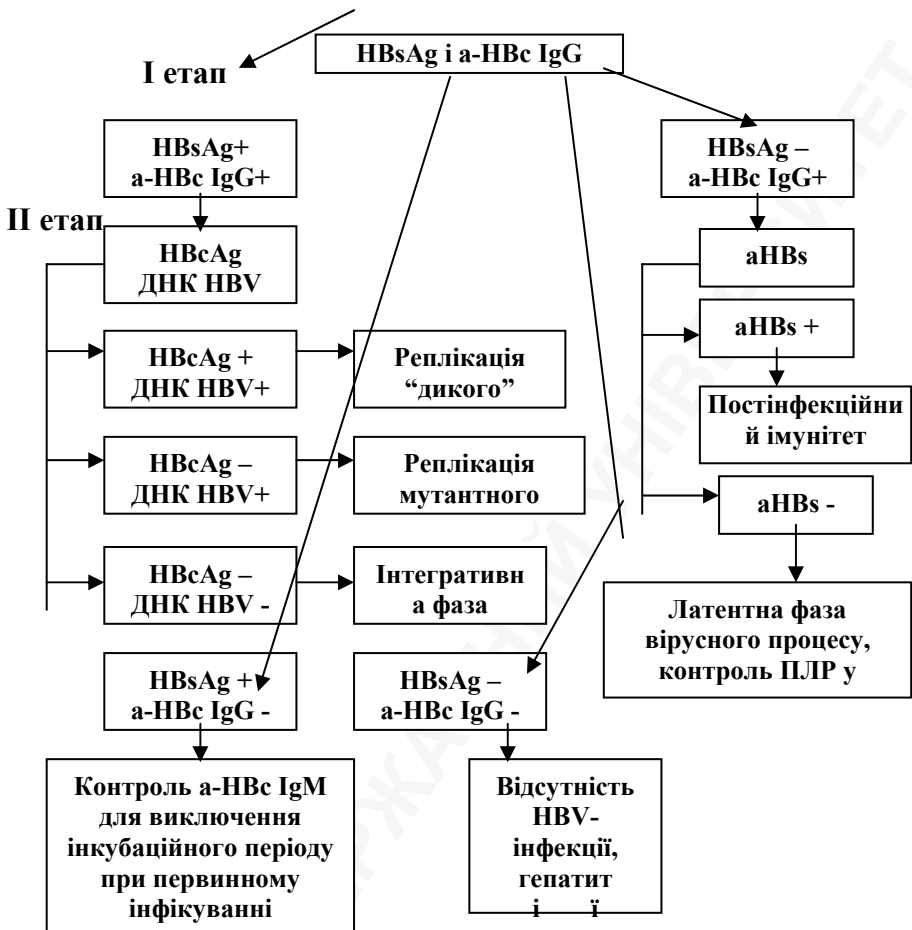 HBsAg і a-HBc IgG
І етап
HBsAg+
a-HBc IgG+
HBsAg –
a-HBc IgG+
ІІ етап
HBcAg
ДНК HBV
aHBs
HBcAg +
ДНК HBV+
Реплікація
“дикого”
aHBs +
Постінфекційни
й імунітет
HBcAg –
ДНК HBV+
Реплікація
мутантного
aHBs -
HBcAg –
ДНК HBV -
Інтегративн
а фаза
Латентна фаза
вірусного процесу,
контроль ПЛР у
HBsAg +
a-HBc IgG -
HBsAg –
a-HBc IgG -
Контроль a-HBc IgM
для виключення
інкубаційного періоду
при первинному
інфікуванні
Відсутність
HBV-
інфекції,
гепатит
і ї